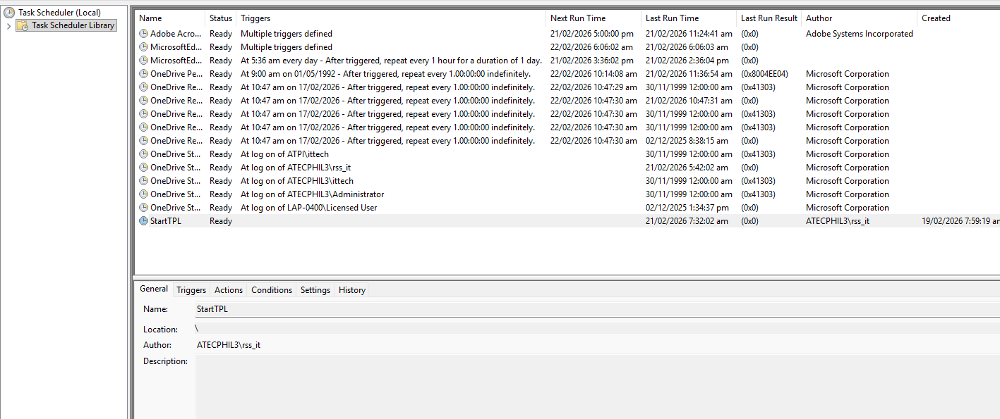 Task Scheduler (Local)
Task Scheduler Library
Name Status Triggers Next Run Time Last Run Time Last Run Result Author Created
Adobe Acro... Ready Multiple triggers defined 21/02/2026 5:00:00 pm 21/02/2026 11:24:41 am (0x0) Adobe Systems Incorporated
MicrosoftEd... Ready Multiple triggers defined 22/02/2026 6:06:02 am 21/02/2026 6:06:03 am (0x0)
MicrosoftEd... Ready At 5:36 am every day - After triggered, repeat every 1 hour for a duration of 1 day. 21/02/2026 3:36:02 pm 21/02/2026 2:36:04 pm (0x0)
OneDrive Pe... Ready At 9:00 am on 01/05/1992 - After triggered, repeat every 1.00:00:00 indefinitely. 22/02/2026 10:14:08 am 21/02/2026 11:36:54 am (0x8004EE04) Microsoft Corporation
OneDrive Re... Ready At 10:47 am on 17/02/2026 - After triggered, repeat every 1.00:00:00 indefinitely. 22/02/2026 10:47:29 am 30/11/1999 12:00:00 am (0x41303) Microsoft Corporation
OneDrive Re... Ready At 10:47 am on 17/02/2026 - After triggered, repeat every 1.00:00:00 indefinitely. 22/02/2026 10:47:30 am 21/02/2026 10:47:31 am (0x0) Microsoft Corporation
OneDrive Re... Ready At 10:47 am on 17/02/2026 - After triggered, repeat every 1.00:00:00 indefinitely. 22/02/2026 10:47:30 am 30/11/1999 12:00:00 am (0x41303) Microsoft Corporation
OneDrive Re... Ready At 10:47 am on 17/02/2026 - After triggered, repeat every 1.00:00:00 indefinitely. 22/02/2026 10:47:30 am 30/11/1999 12:00:00 am (0x41303) Microsoft Corporation
OneDrive Re... Ready At 10:47 am on 17/02/2026 - After triggered, repeat every 1.00:00:00 indefinitely. 22/02/2026 10:47:30 am 02/12/2025 8:38:15 am (0x0) Microsoft Corporation
OneDrive St... Ready At log on of ATPI\ittech 30/11/1999 12:00:00 am (0x41303) Microsoft Corporation
OneDrive St... Ready At log on of ATECPHIL3\rss_it 21/02/2026 5:42:02 am (0x0) Microsoft Corporation
OneDrive St... Ready At log on of ATECPHIL3\ittech 30/11/1999 12:00:00 am (0x41303) Microsoft Corporation
OneDrive St... Ready At log on of ATECPHIL3\Administrator 30/11/1999 12:00:00 am (0x41303) Microsoft Corporation
OneDrive St... Ready At log on of LAP-0400\Licensed User 02/12/2025 1:34:37 pm (0x0) Microsoft Corporation
StartTPL Ready 21/02/2026 7:32:02 am (0x0) ATECPHIL3\rss_it 19/02/2026 7:59:19 am
General Triggers Actions Conditions Settings History
Name: StartTPL
Location: \
Author: ATECPHIL3\rss_it
Description: